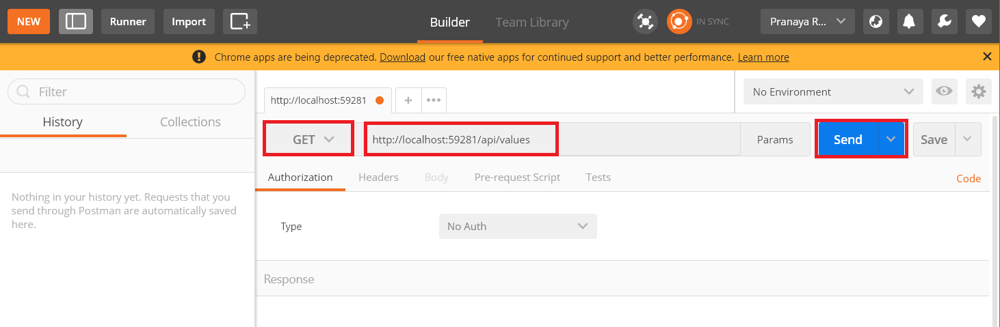 NEW Runner Import Builder Team Library IN SYNC Pranaya R...
Chrome apps are being deprecated. Download our free native apps for continued support and better performance. Learn more
Filter
History Collections
Nothing in your history yet. Requests that you
send through Postman are automatically saved
here.
http://localhost:59281 + ••• No Environment
GET http://localhost:59281/api/values Params Send Save
Authorization Headers Body Pre-request Script Tests Code
Type No Auth
Response